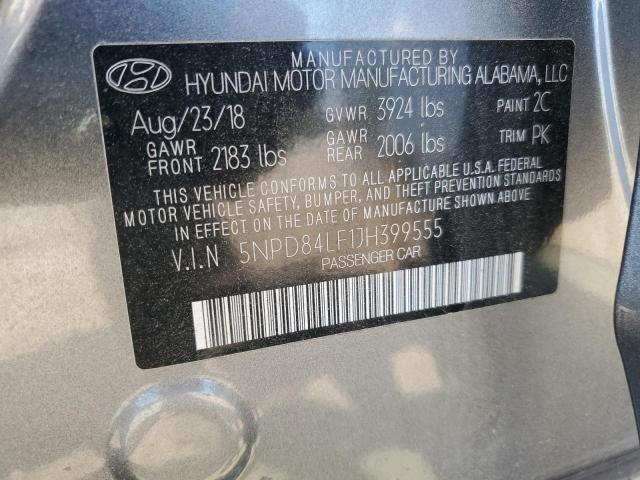 MANUFACTURED BY
HYUNDAI MOTOR MANUFACTURING ALABAMA, LLC
Aug/23/18 GVWR 3924 lbs PAINT 2C
GAWR FRONT 2183 lbs GAWR REAR 2006 lbs TRIM PK
THIS VEHICLE CONFORMS TO ALL APPLICABLE U.S.A. FEDERAL
MOTOR VEHICLE SAFETY, BUMPER, AND THEFT PREVENTION STANDARDS
IN EFFECT ON THE DATE OF MANUFACTURE SHOWN ABOVE.
V.I.N 5NPD84LF1JH399555
PASSENGER CAR